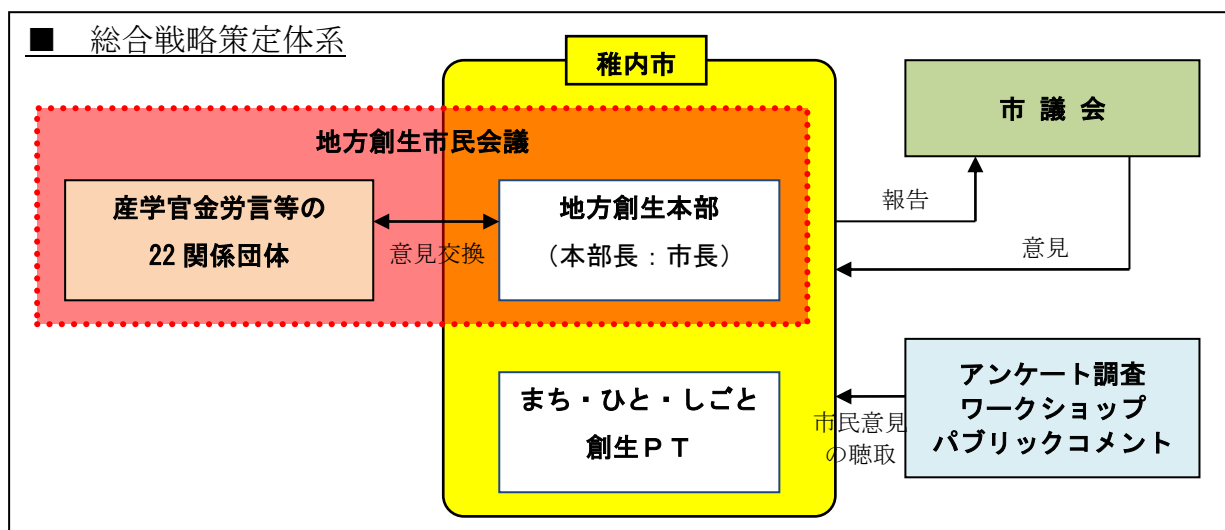 ■ 総合戦略策定体系
稚内市
地方創生市民会議
産学官金労言等の
22 関係団体
意見交換
地方創生本部
（本部長：市長）
まち・ひと・しごと
創生ＰＴ
市 議 会
報告
意見
市民意見
の聴取
アンケート調査
ワークショップ
パブリックコメント